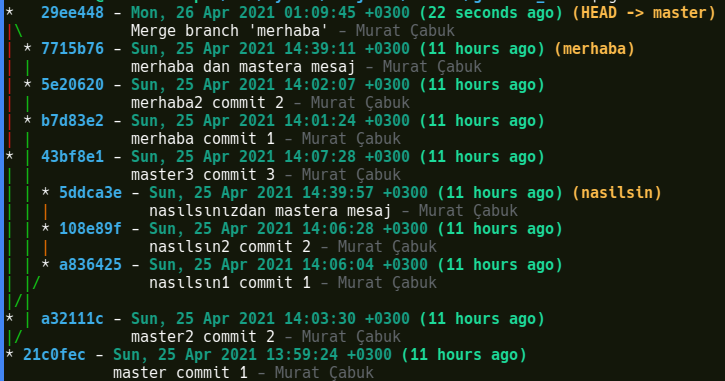 *   29ee448 - Mon, 26 Apr 2021 01:09:45 +0300 (22 seconds ago) (HEAD -> master)
|\            Merge branch 'merhaba' - Murat Çabuk
| * 7715b76 - Sun, 25 Apr 2021 14:39:11 +0300 (11 hours ago) (merhaba)
| |           merhaba dan mastera mesaj - Murat Çabuk
| * 5e20620 - Sun, 25 Apr 2021 14:02:07 +0300 (11 hours ago)
| |           merhaba2 commit 2 - Murat Çabuk
| * b7d83e2 - Sun, 25 Apr 2021 14:01:24 +0300 (11 hours ago)
| |           merhaba commit 1 - Murat Çabuk
* | 43bf8e1 - Sun, 25 Apr 2021 14:07:28 +0300 (11 hours ago)
| |           master3 commit 3 - Murat Çabuk
| | * 5ddca3e - Sun, 25 Apr 2021 14:39:57 +0300 (11 hours ago) (nasılsin)
| | |           nasılsınızdan mastera mesaj - Murat Çabuk
| | * 108e89f - Sun, 25 Apr 2021 14:06:28 +0300 (11 hours ago)
| | |           nasılsın2 commit 2 - Murat Çabuk
| | * a836425 - Sun, 25 Apr 2021 14:06:04 +0300 (11 hours ago)
| |/            nasılsın1 commit 1 - Murat Çabuk
|/|
* | a32111c - Sun, 25 Apr 2021 14:03:30 +0300 (11 hours ago)
|/            master2 commit 2 - Murat Çabuk
* 21c0fec - Sun, 25 Apr 2021 13:59:24 +0300 (11 hours ago)
            master commit 1 - Murat Çabuk